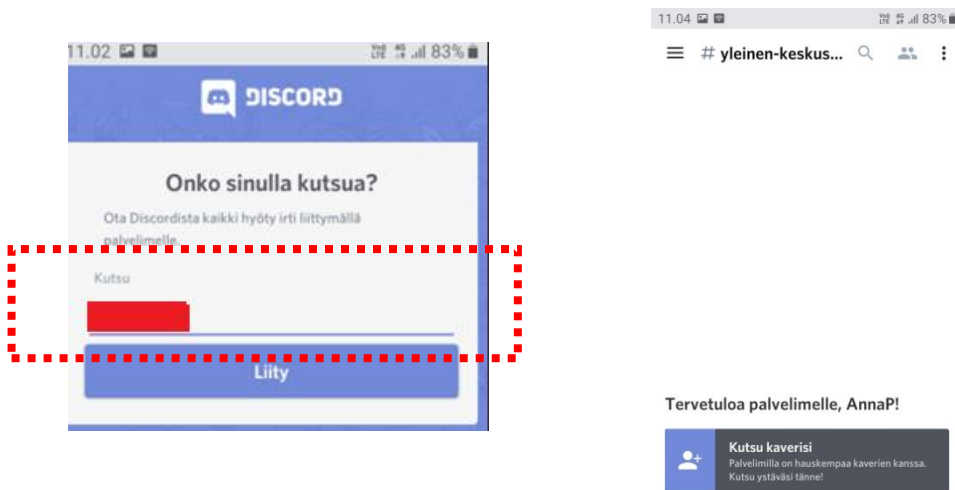 11.02
83%
DISCORD
Onko sinulla kutsua?
Ota Discordista kaikki hyöty irti liittymällä
palvelimelle.
Kutsu
Liity
11.04
83%
# yleinen-keskus...
Tervetuloa palvelimelle, AnnaP!
Kutsu kaverisi
Palvelimilla on hauskempaa kaverien kanssa.
Kutsu ystäväsi tänne!